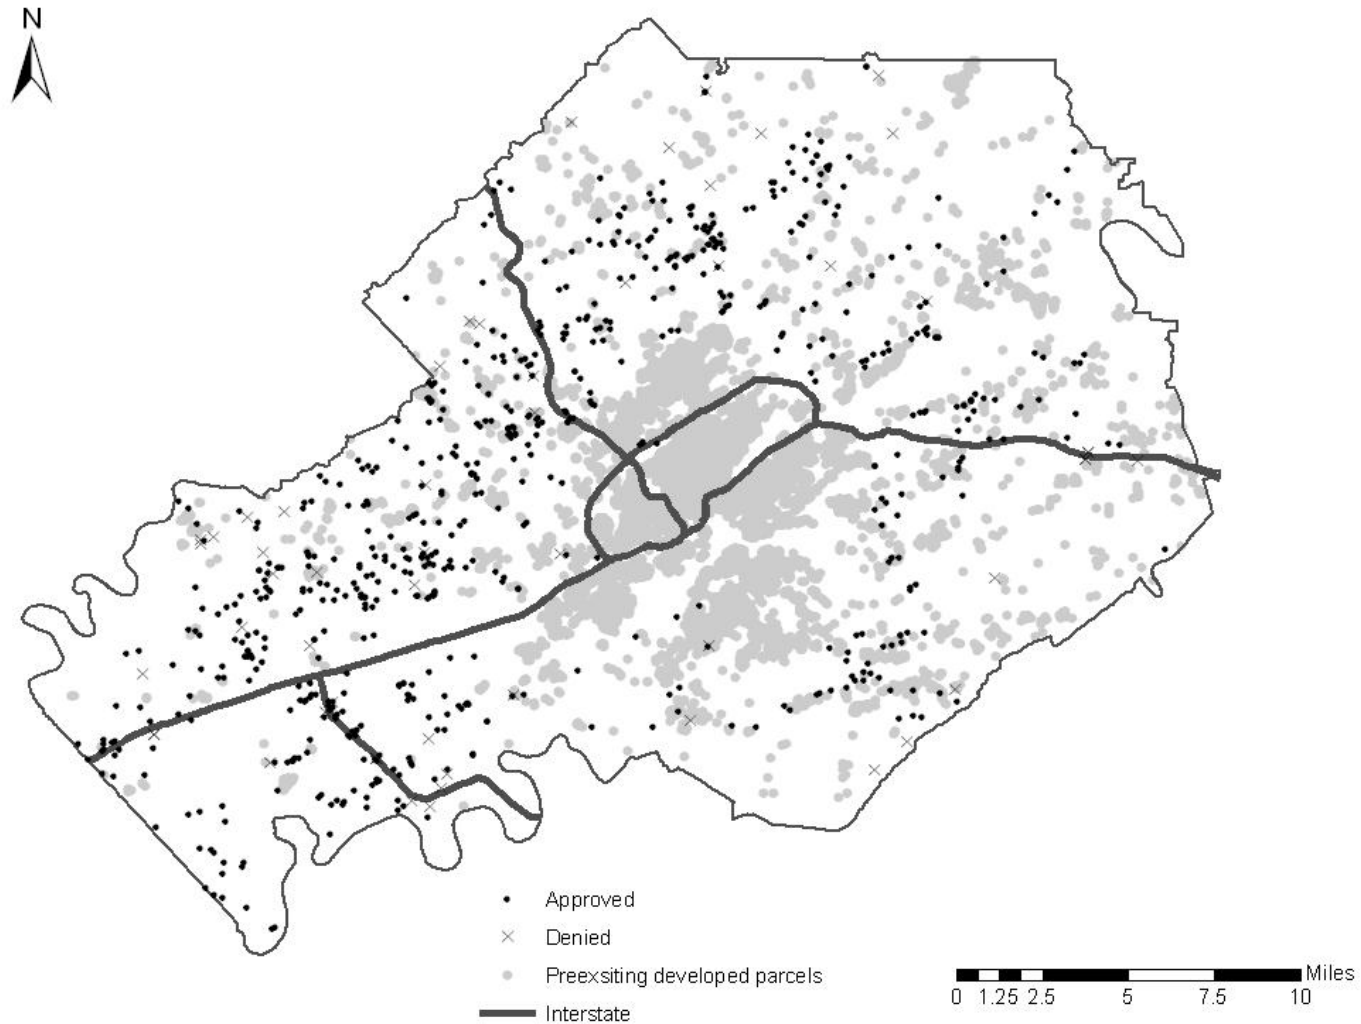 N
Approved
Denied
Preexsiting developed parcels
Interstate
Miles
0 1.25 2.5 5 7.5 10